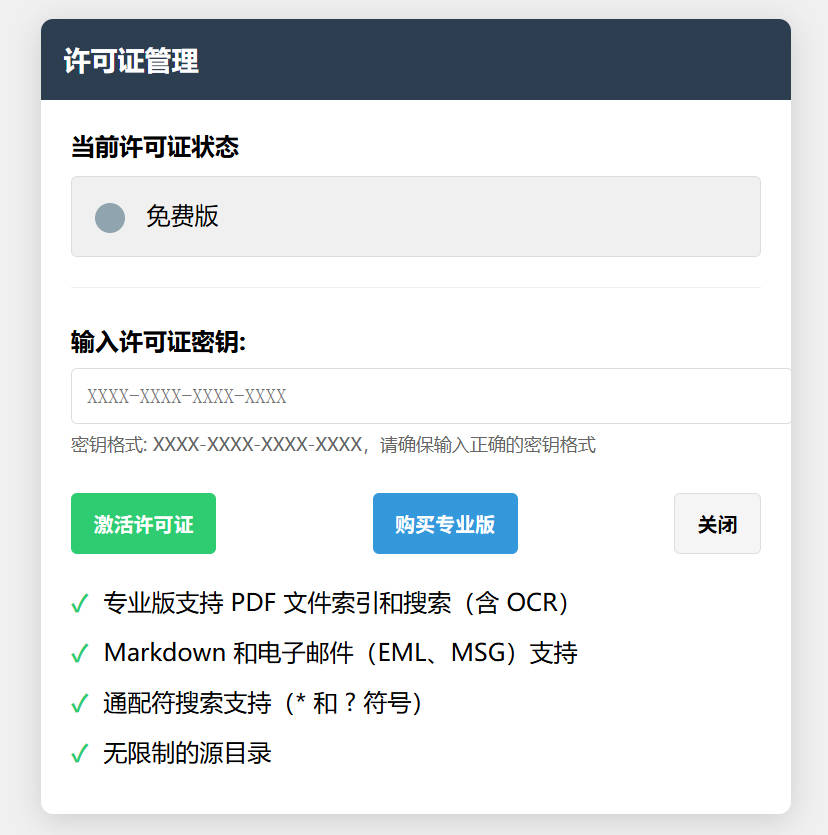 许可证管理
当前许可证状态
免费版
输入许可证密钥:
XXXX-XXXX-XXXX-XXXX
密钥格式: XXXX-XXXX-XXXX-XXXX，请确保输入正确的密钥格式
激活许可证 购买专业版 关闭
✓ 专业版支持 PDF 文件索引和搜索（含 OCR）
✓ Markdown 和电子邮件（EML、MSG）支持
✓ 通配符搜索支持（* 和 ? 符号）
✓ 无限制的源目录